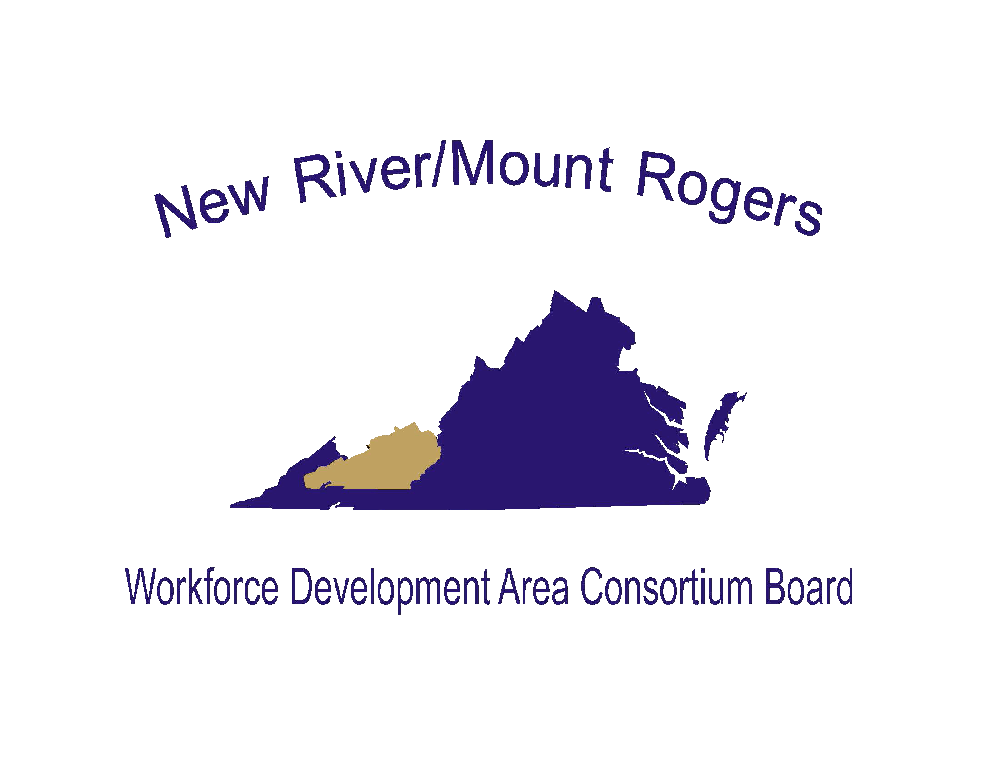 New River/Mount Rogers
Workforce Development Area Consortium Board